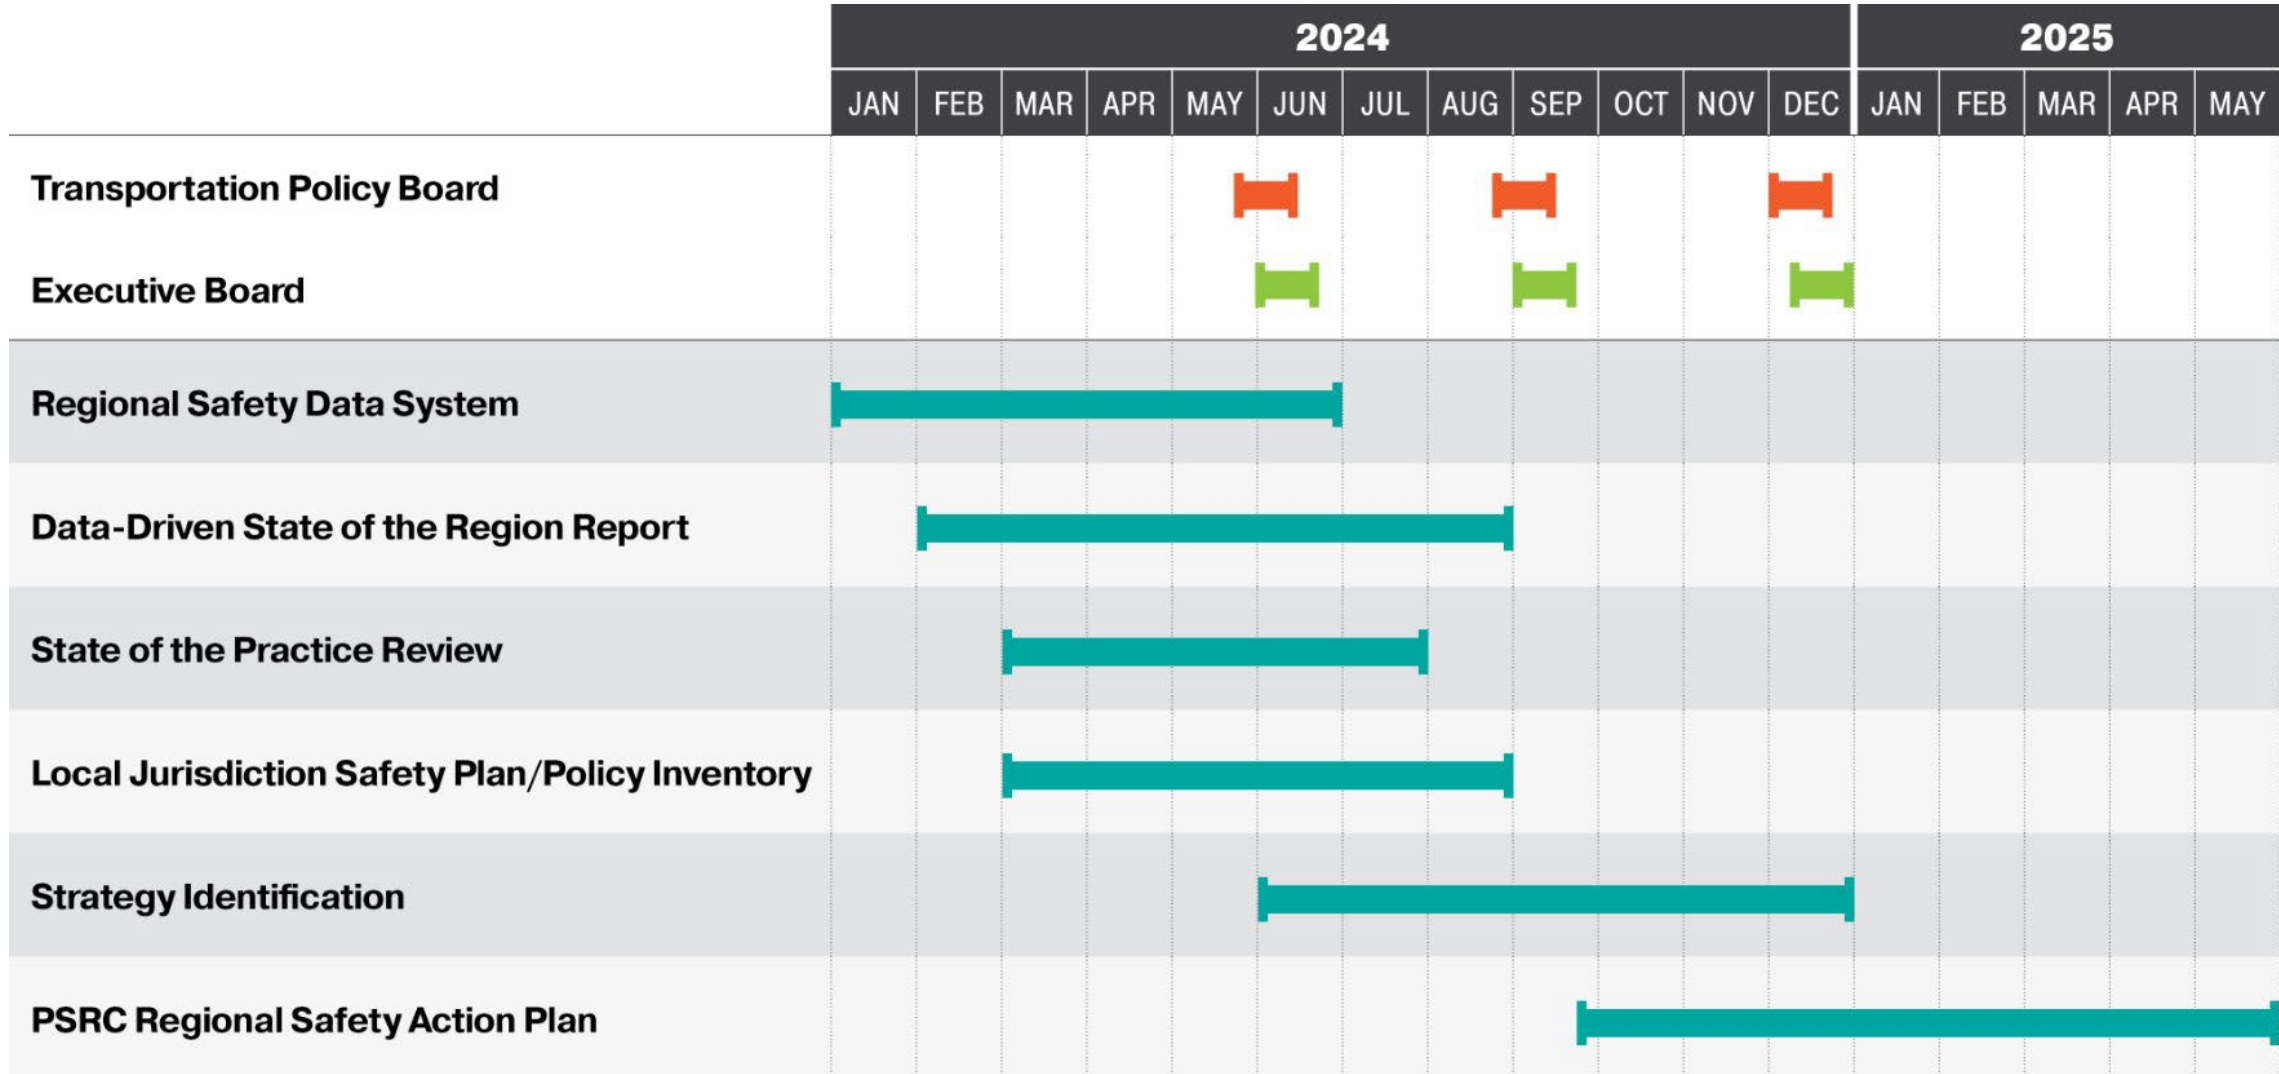 2024 2025
JAN FEB MAR APR MAY JUN JUL AUG SEP OCT NOV DEC JAN FEB MAR APR MAY
Transportation Policy Board
Executive Board
Regional Safety Data System
Data-Driven State of the Region Report
State of the Practice Review
Local Jurisdiction Safety Plan/Policy Inventory
Strategy Identification
PSRC Regional Safety Action Plan